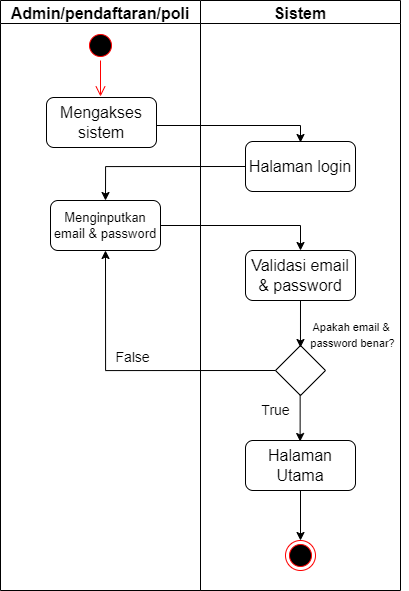 Admin/pendaftaran/poli
Sistem
Mengakses
sistem
Halaman login
Menginputkan
email & password
Validasi email
& password
Apakah email &
password benar?
False
True
Halaman
Utama